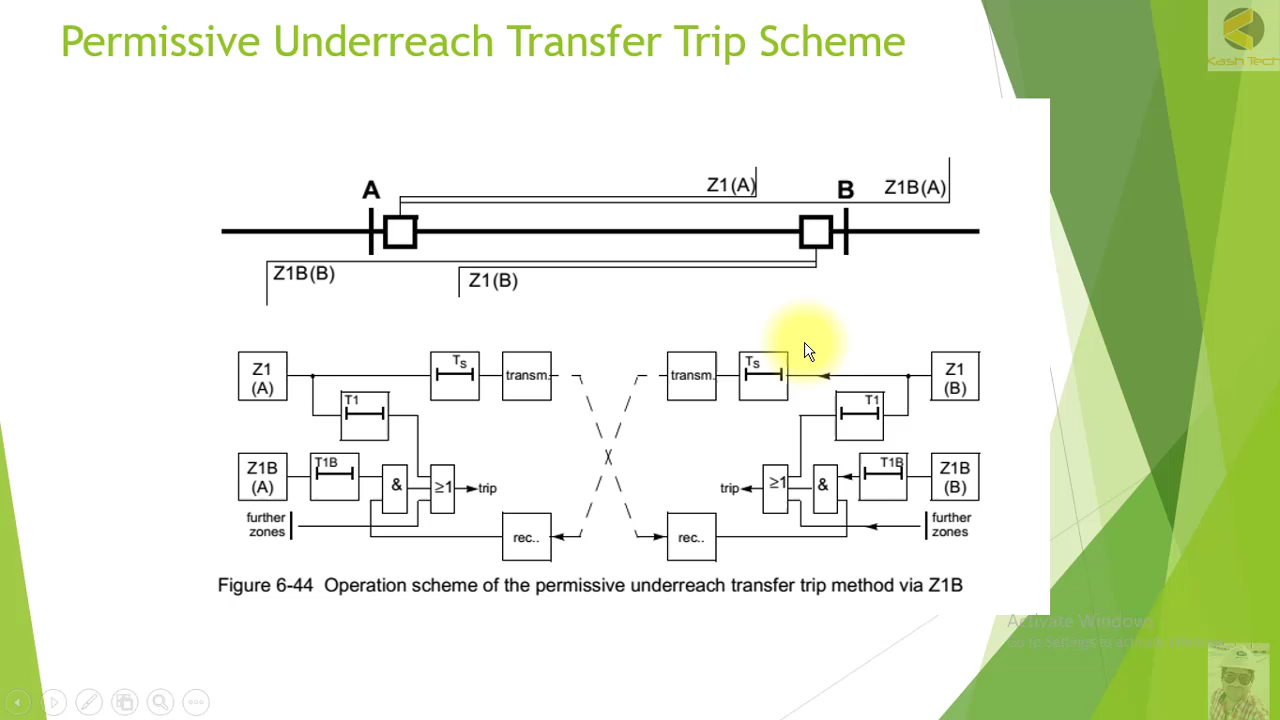 Permissive Underreach Transfer Trip Scheme
Kash Tech
A
Z1(A)
B
Z1B(A)
Z1B(B)
Z1(B)
Z1
(A)
TS
transm.
transm.
TS
Z1
(B)
T1
T1
Z1B
(A)
T1B
&
≥1
trip
trip
≥1
&
T1B
Z1B
(B)
further
zones
rec..
rec..
further
zones
Figure 6-44 Operation scheme of the permissive underreach transfer trip method via Z1B
Activate Windows
Go to Settings to activate Windows.